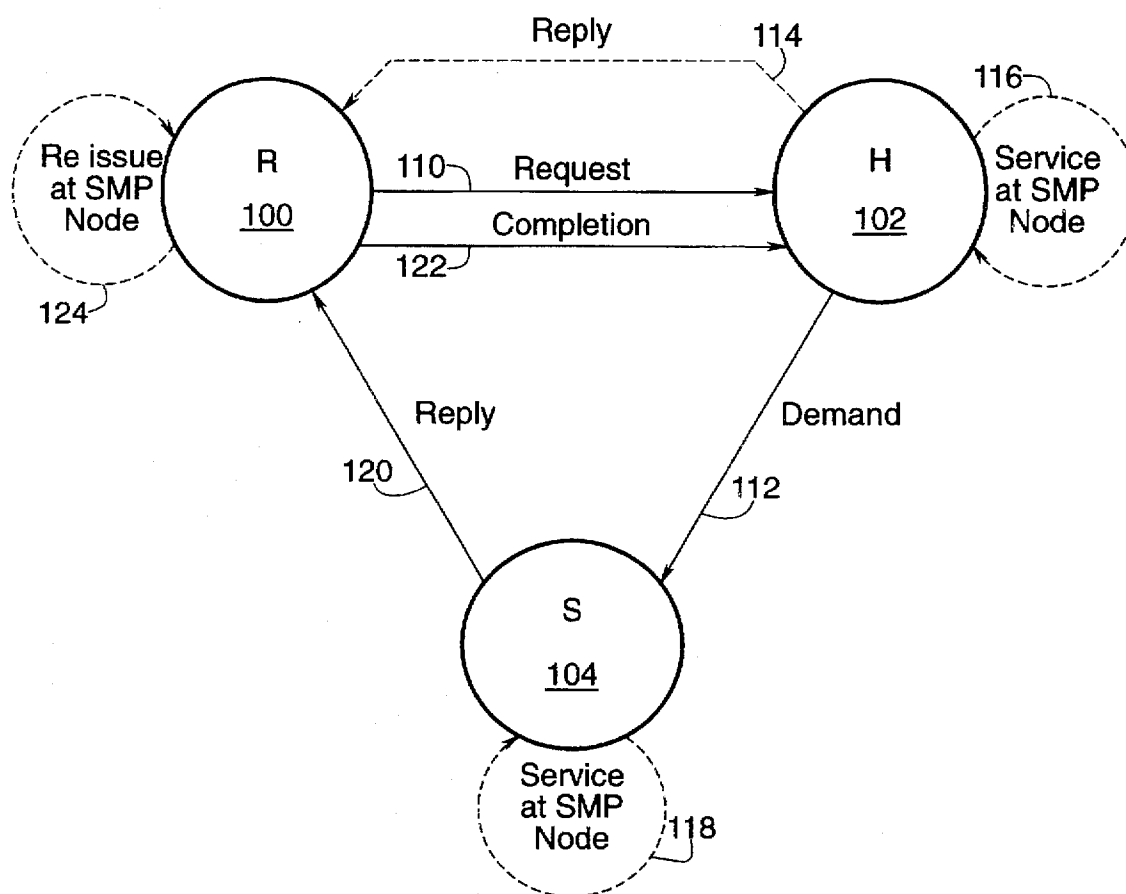 Reply
114
116
Re issue
at SMP
Node
R
100
110
Request
Completion
122
H
102
Service
at SMP
Node
124
Reply
Demand
120
112
S
104
Service
at SMP
Node
118